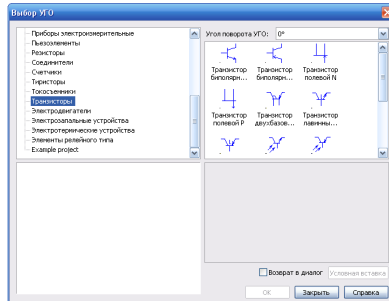 Выбор УГО
Приборы электроизмерительные
Пьезоэлементы
Резисторы
Соединители
Счетчики
Тиристоры
Токосъемники
Транзисторы
Электродвигатели
Электрозапальные устройства
Электротермические устройства
Элементы релейного типа
Example project
Угол поворота УГО: 0°
Транзистор биполярн... Транзистор биполярн... Транзистор полевой N
Транзистор полевой P Транзистор двухбазов... Транзистор лавинны...
Возврат в диалог Условная вставка
OK Закрыть Справка